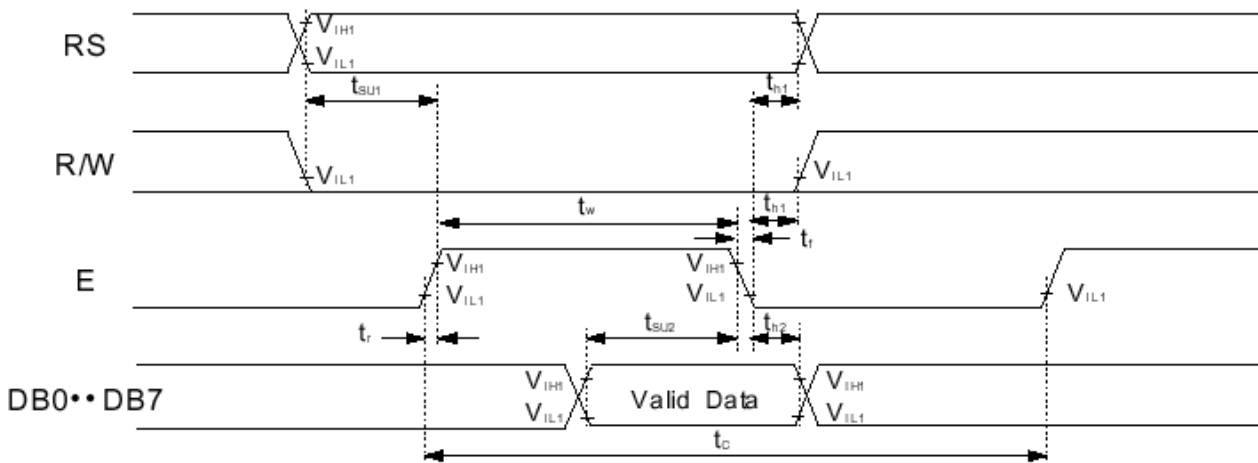 RS
VIH1
VIL1
tSU1
th1
R/W
VIL1
VIL1
tw
th1
tf
E
VIH1
VIL1
VIH1
VIL1
VIL1
tr
tSU2
th2
DB0••DB7
VIH1
VIL1
Valid Data
VIH1
VIL1
tC